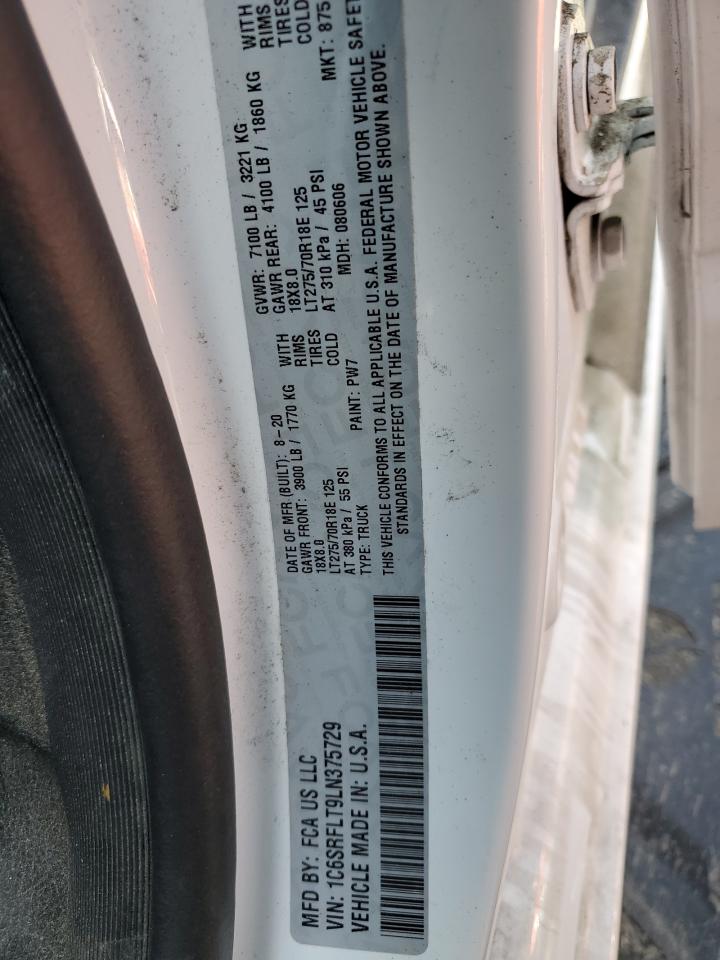 MFD BY: FCA US LLC
VIN: 1C6SRFLT9LN375729
VEHICLE MADE IN: U.S.A.
DATE OF MFR (BUILT): 8-20 GVWR: 7100 LB / 3221 KG
GAWR FRONT: 3900 LB / 1770 KG WITH GAWR REAR: 4100 LB / 1860 KG WITH
18X8.0 RIMS 18X8.0 RIMS
LT275/70R18E 125 TIRES LT275/70R18E 125 TIRES
AT 380 kPa / 55 PSI COLD AT 310 kPa / 45 PSI COLD
TYPE: TRUCK PAINT: PW7 MDH: 080606 MKT: 875
THIS VEHICLE CONFORMS TO ALL APPLICABLE U.S.A. FEDERAL MOTOR VEHICLE
STANDARDS IN EFFECT ON THE DATE OF MANUFACTURE SHOWN ABOVE.